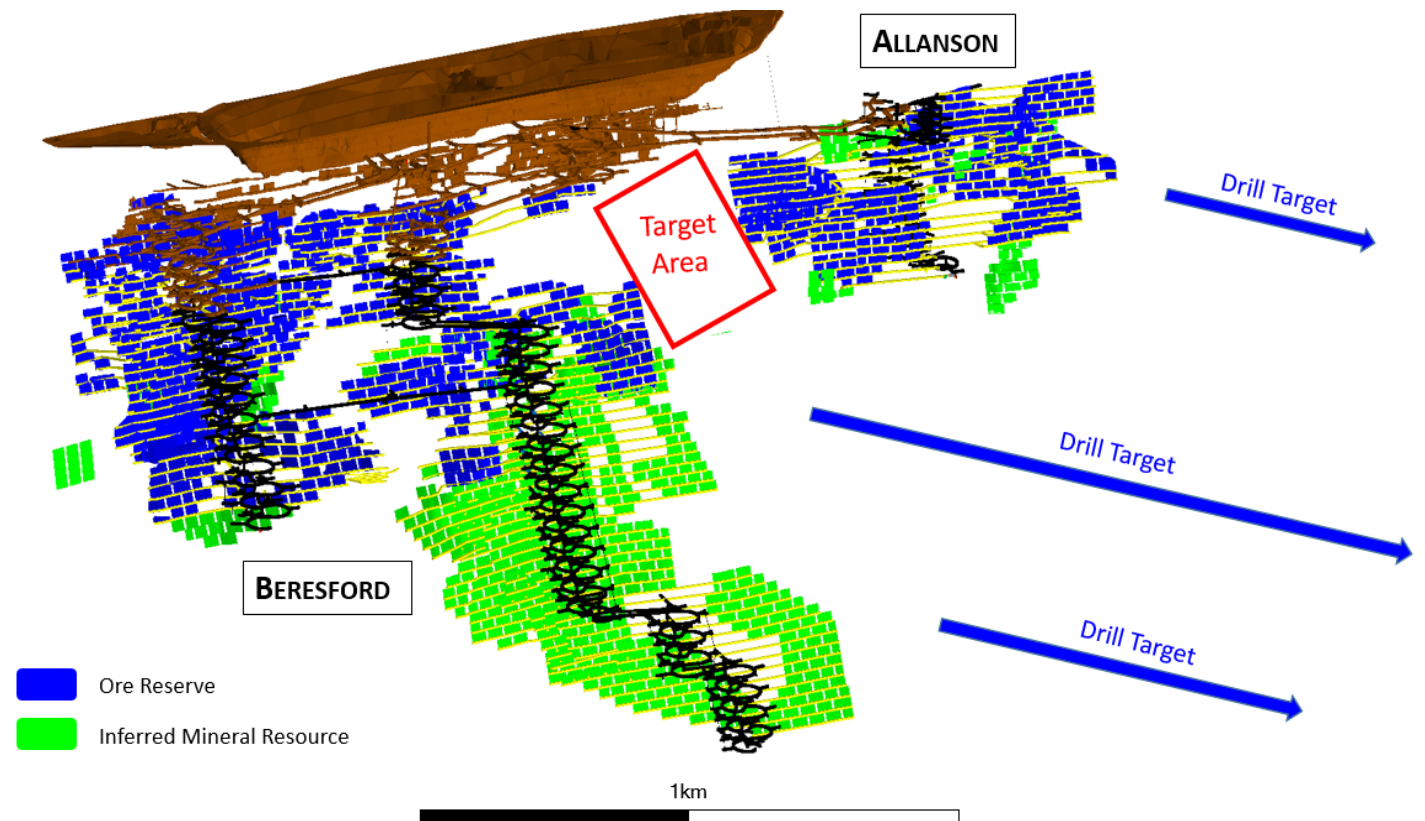 ALLANSON
Drill Target
Target
Area
Drill Target
BERESFORD
Drill Target
Ore Reserve
Inferred Mineral Resource
1km